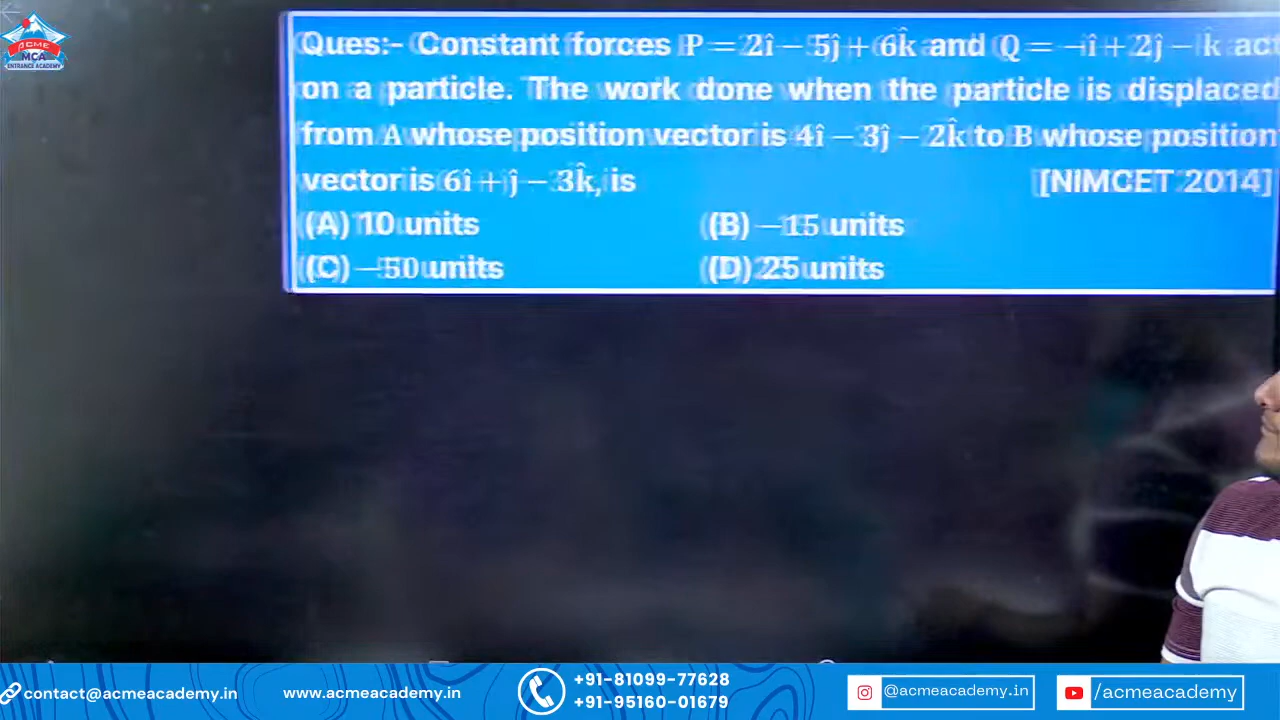 ACME
MCA
ENTRANCE ACADEMY
Ques:- Constant forces P = 2î − 5ĵ + 6k̂ and Q = −î + 2ĵ − k̂ act
on a particle. The work done when the particle is displaced
from A whose position vector is 4î − 3ĵ − 2k̂ to B whose position
vector is 6î + ĵ − 3k̂, is [NIMCET 2014]
(A) 10 units (B) −15 units
(C) −50 units (D) 25 units
contact@acmeacademy.in www.acmeacademy.in +91-81099-77628 @acmeacademy.in /acmeacademy
+91-95160-01679